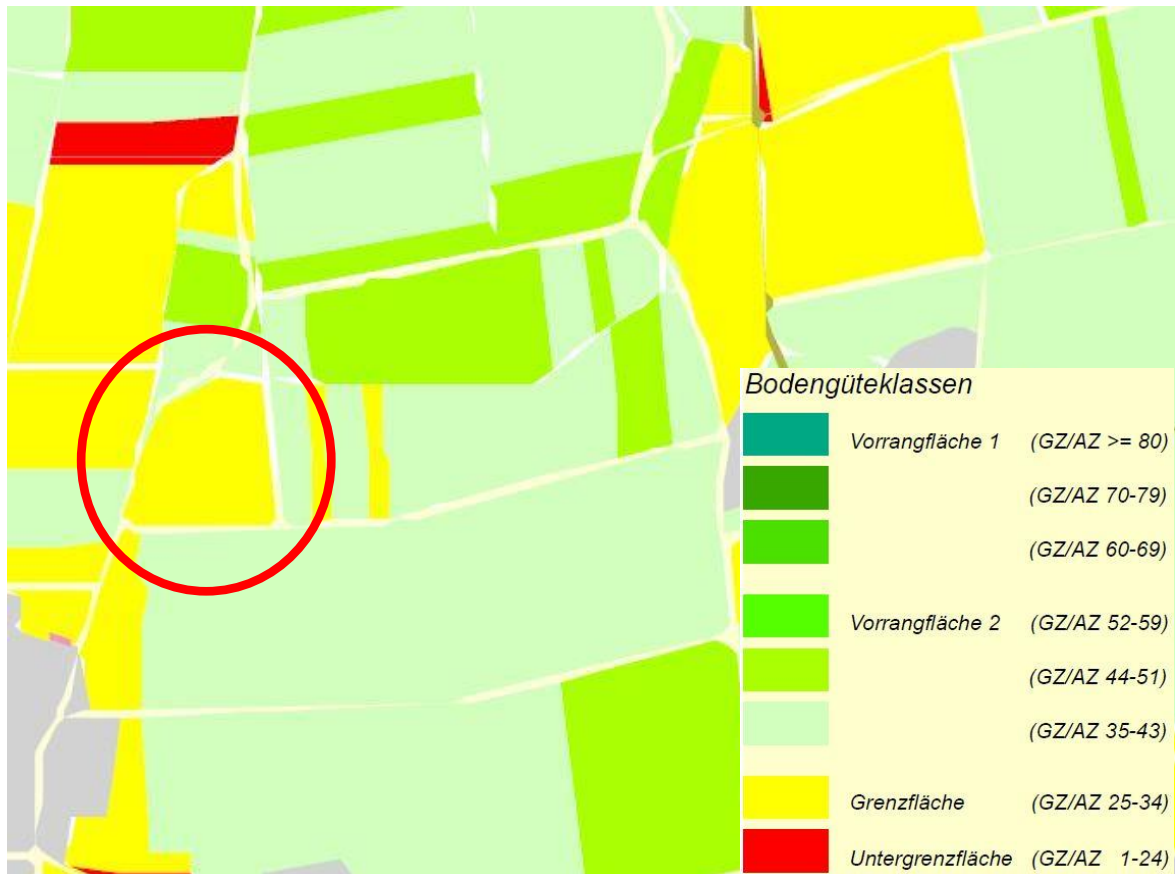 Bodengüteklassen
Vorrangfläche 1 (GZ/AZ >= 80)
(GZ/AZ 70-79)
(GZ/AZ 60-69)
Vorrangfläche 2 (GZ/AZ 52-59)
(GZ/AZ 44-51)
(GZ/AZ 35-43)
Grenzfläche (GZ/AZ 25-34)
Untergrenzfläche (GZ/AZ 1-24)